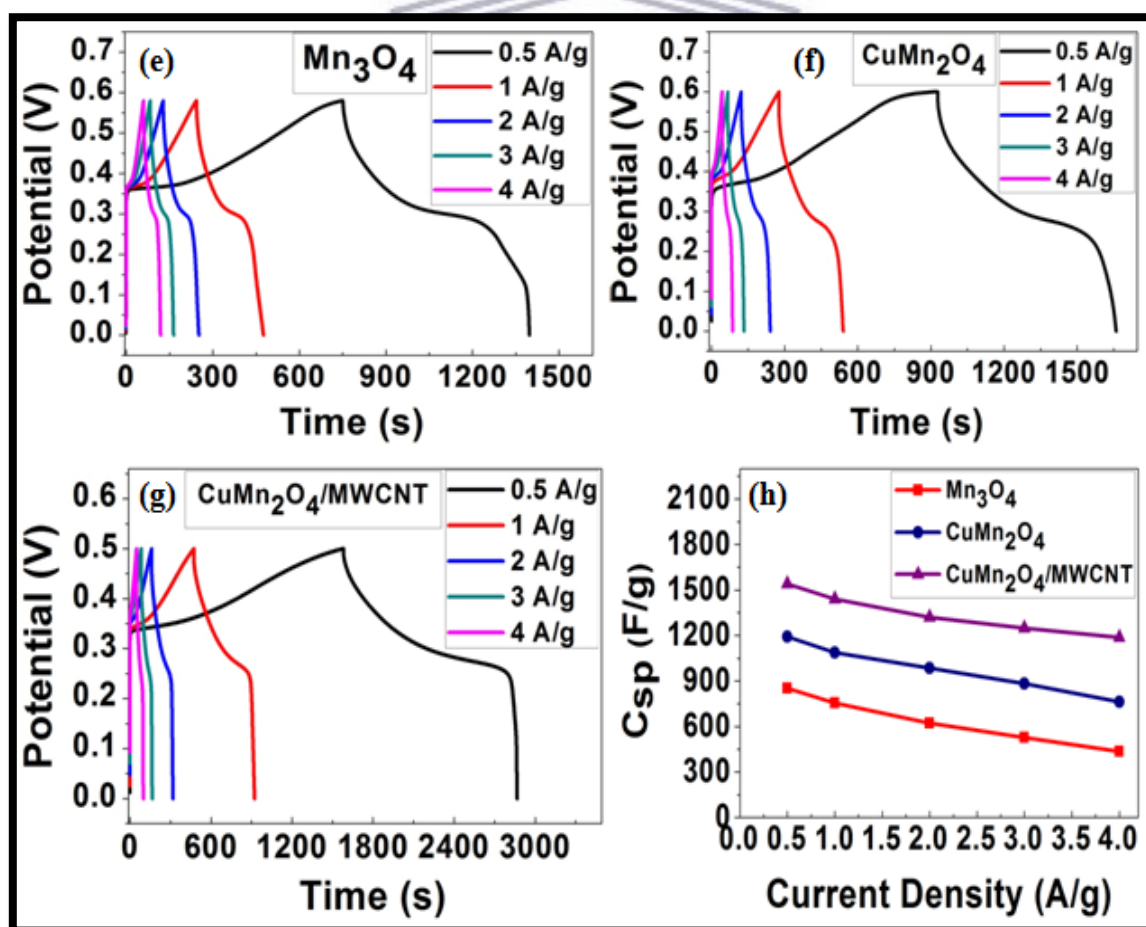 (e)
Mn₃O₄
0.5 A/g
1 A/g
2 A/g
3 A/g
4 A/g
Potential (V)
0.7
0.6
0.5
0.4
0.3
0.2
0.1
0.0
0 300 600 900 1200 1500
Time (s)
(f)
CuMn₂O₄
0.5 A/g
1 A/g
2 A/g
3 A/g
4 A/g
Potential (V)
0.7
0.6
0.5
0.4
0.3
0.2
0.1
0.0
0 300 600 900 1200 1500
Time (s)
(g)
CuMn₂O₄/MWCNT
0.5 A/g
1 A/g
2 A/g
3 A/g
4 A/g
Potential (V)
0.6
0.5
0.4
0.3
0.2
0.1
0.0
0 600 1200 1800 2400 3000
Time (s)
(h)
Mn₃O₄
CuMn₂O₄
CuMn₂O₄/MWCNT
Csp (F/g)
2100
1800
1500
1200
900
600
300
0
0.0 0.5 1.0 1.5 2.0 2.5 3.0 3.5 4.0
Current Density (A/g)